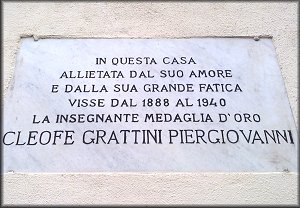 IN QUESTA CASA
ALLIETATA DAL SUO AMORE
E DALLA SUA GRANDE FATICA
VISSE DAL 1888 AL 1940
LA INSEGNANTE MEDAGLIA D'ORO
CLEOFE GRATTINI PIERGIOVANNI